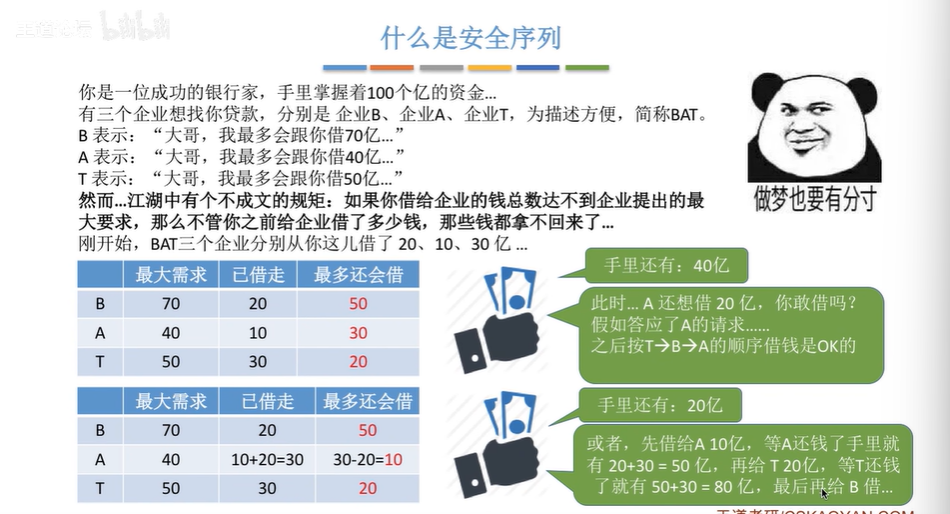 什么是安全序列
你是一位成功的银行家，手里掌握着100个亿的资金...
有三个企业想找你贷款，分别是 企业B、企业A、企业T，为描述方便，简称BAT。
B 表示：“大哥，我最多会跟你借70亿...”
A 表示：“大哥，我最多会跟你借40亿...”
T 表示：“大哥，我最多会跟你借50亿...”
然而...江湖中有个不成文的规矩：如果你借给企业的钱总数达不到企业提出的最
大要求，那么不管你之前给企业借了多少钱，那些钱都拿不回来了...
刚开始，BAT三个企业分别从你这儿借了 20、10、30 亿 ...
做梦也要有分寸
最大需求 已借走 最多还会借
B 70 20 50
A 40 10 30
T 50 30 20
手里还有：40亿
此时... A 还想借 20 亿，你敢借吗？
假如答应了A的请求......
之后按T→B→A的顺序借钱是OK的
最大需求 已借走 最多还会借
B 70 20 50
A 40 10+20=30 30-20=10
T 50 30 20
手里还有：20亿
或者，先借给A 10亿，等A还钱了手里就
有 20+30 = 50 亿，再给 T 20亿，等T还钱
了就有 50+30 = 80 亿，最后再给 B 借...